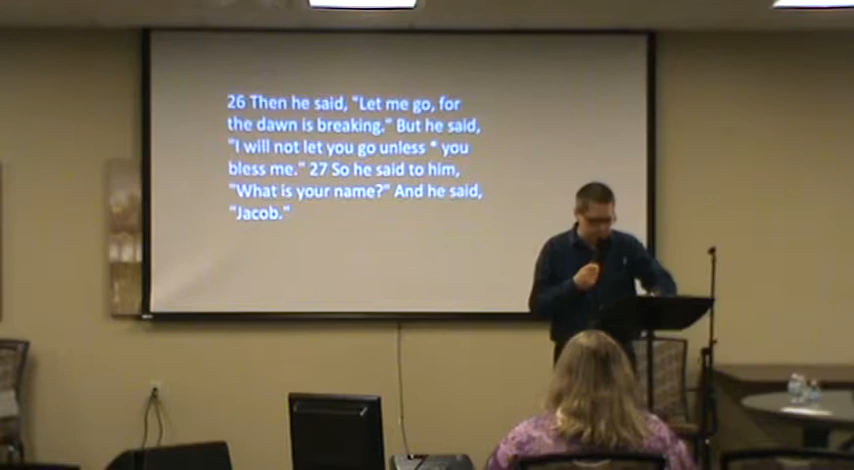 26 Then he said, "Let me go, for
the dawn is breaking." But he said,
"I will not let you go unless * you
bless me." 27 So he said to him,
"What is your name?" And he said,
"Jacob."